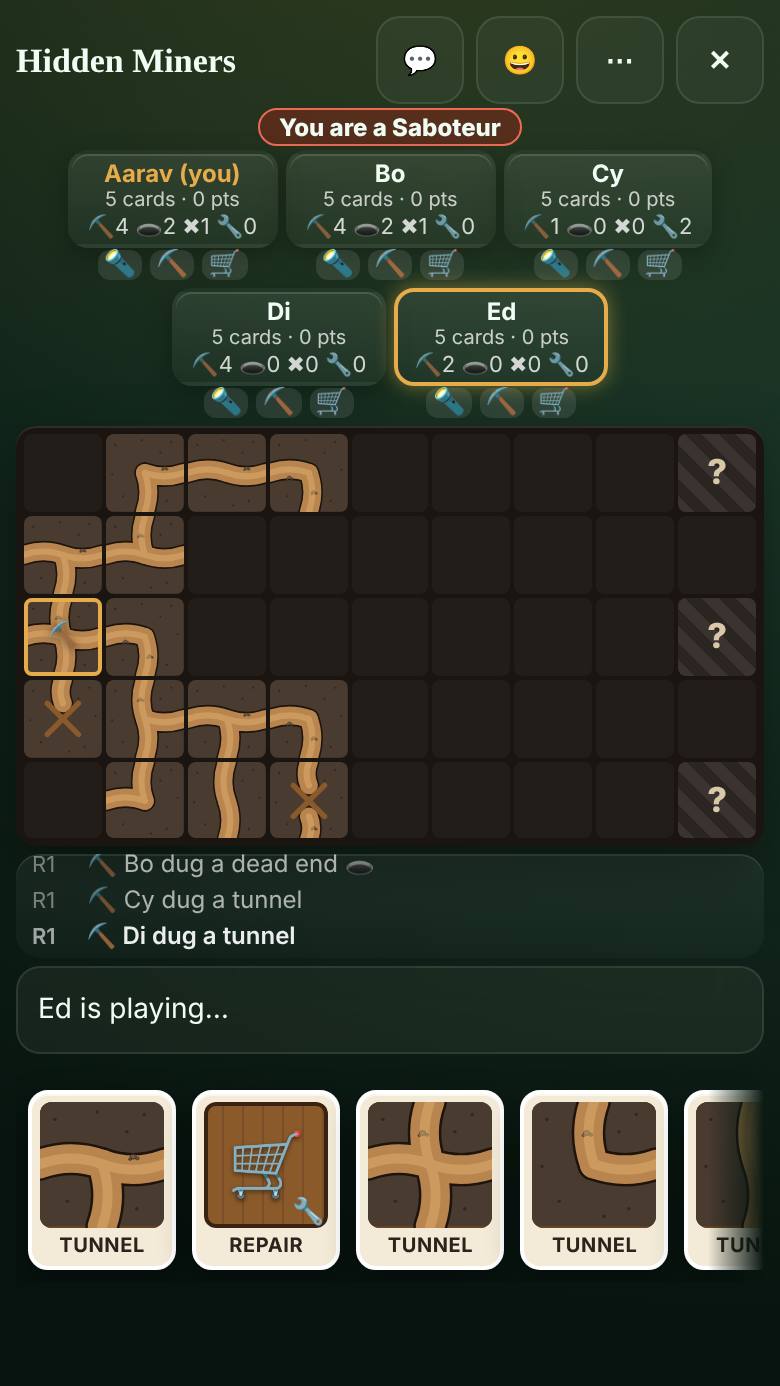 Hidden Miners
You are a Saboteur
Aarav (you)
5 cards · 0 pts
⛏️4 🕳️2 ✖1 🔧0
Bo
5 cards · 0 pts
⛏️4 🕳️2 ✖1 🔧0
Cy
5 cards · 0 pts
⛏️1 🕳️0 ✖0 🔧2
Di
5 cards · 0 pts
⛏️4 🕳️0 ✖0 🔧0
Ed
5 cards · 0 pts
⛏️2 🕳️0 ✖0 🔧0
?
?
?
R1 ⛏️ Bo dug a dead end 🕳️
R1 ⛏️ Cy dug a tunnel
R1 ⛏️ Di dug a tunnel
Ed is playing...
TUNNEL
REPAIR
TUNNEL
TUNNEL
TUN